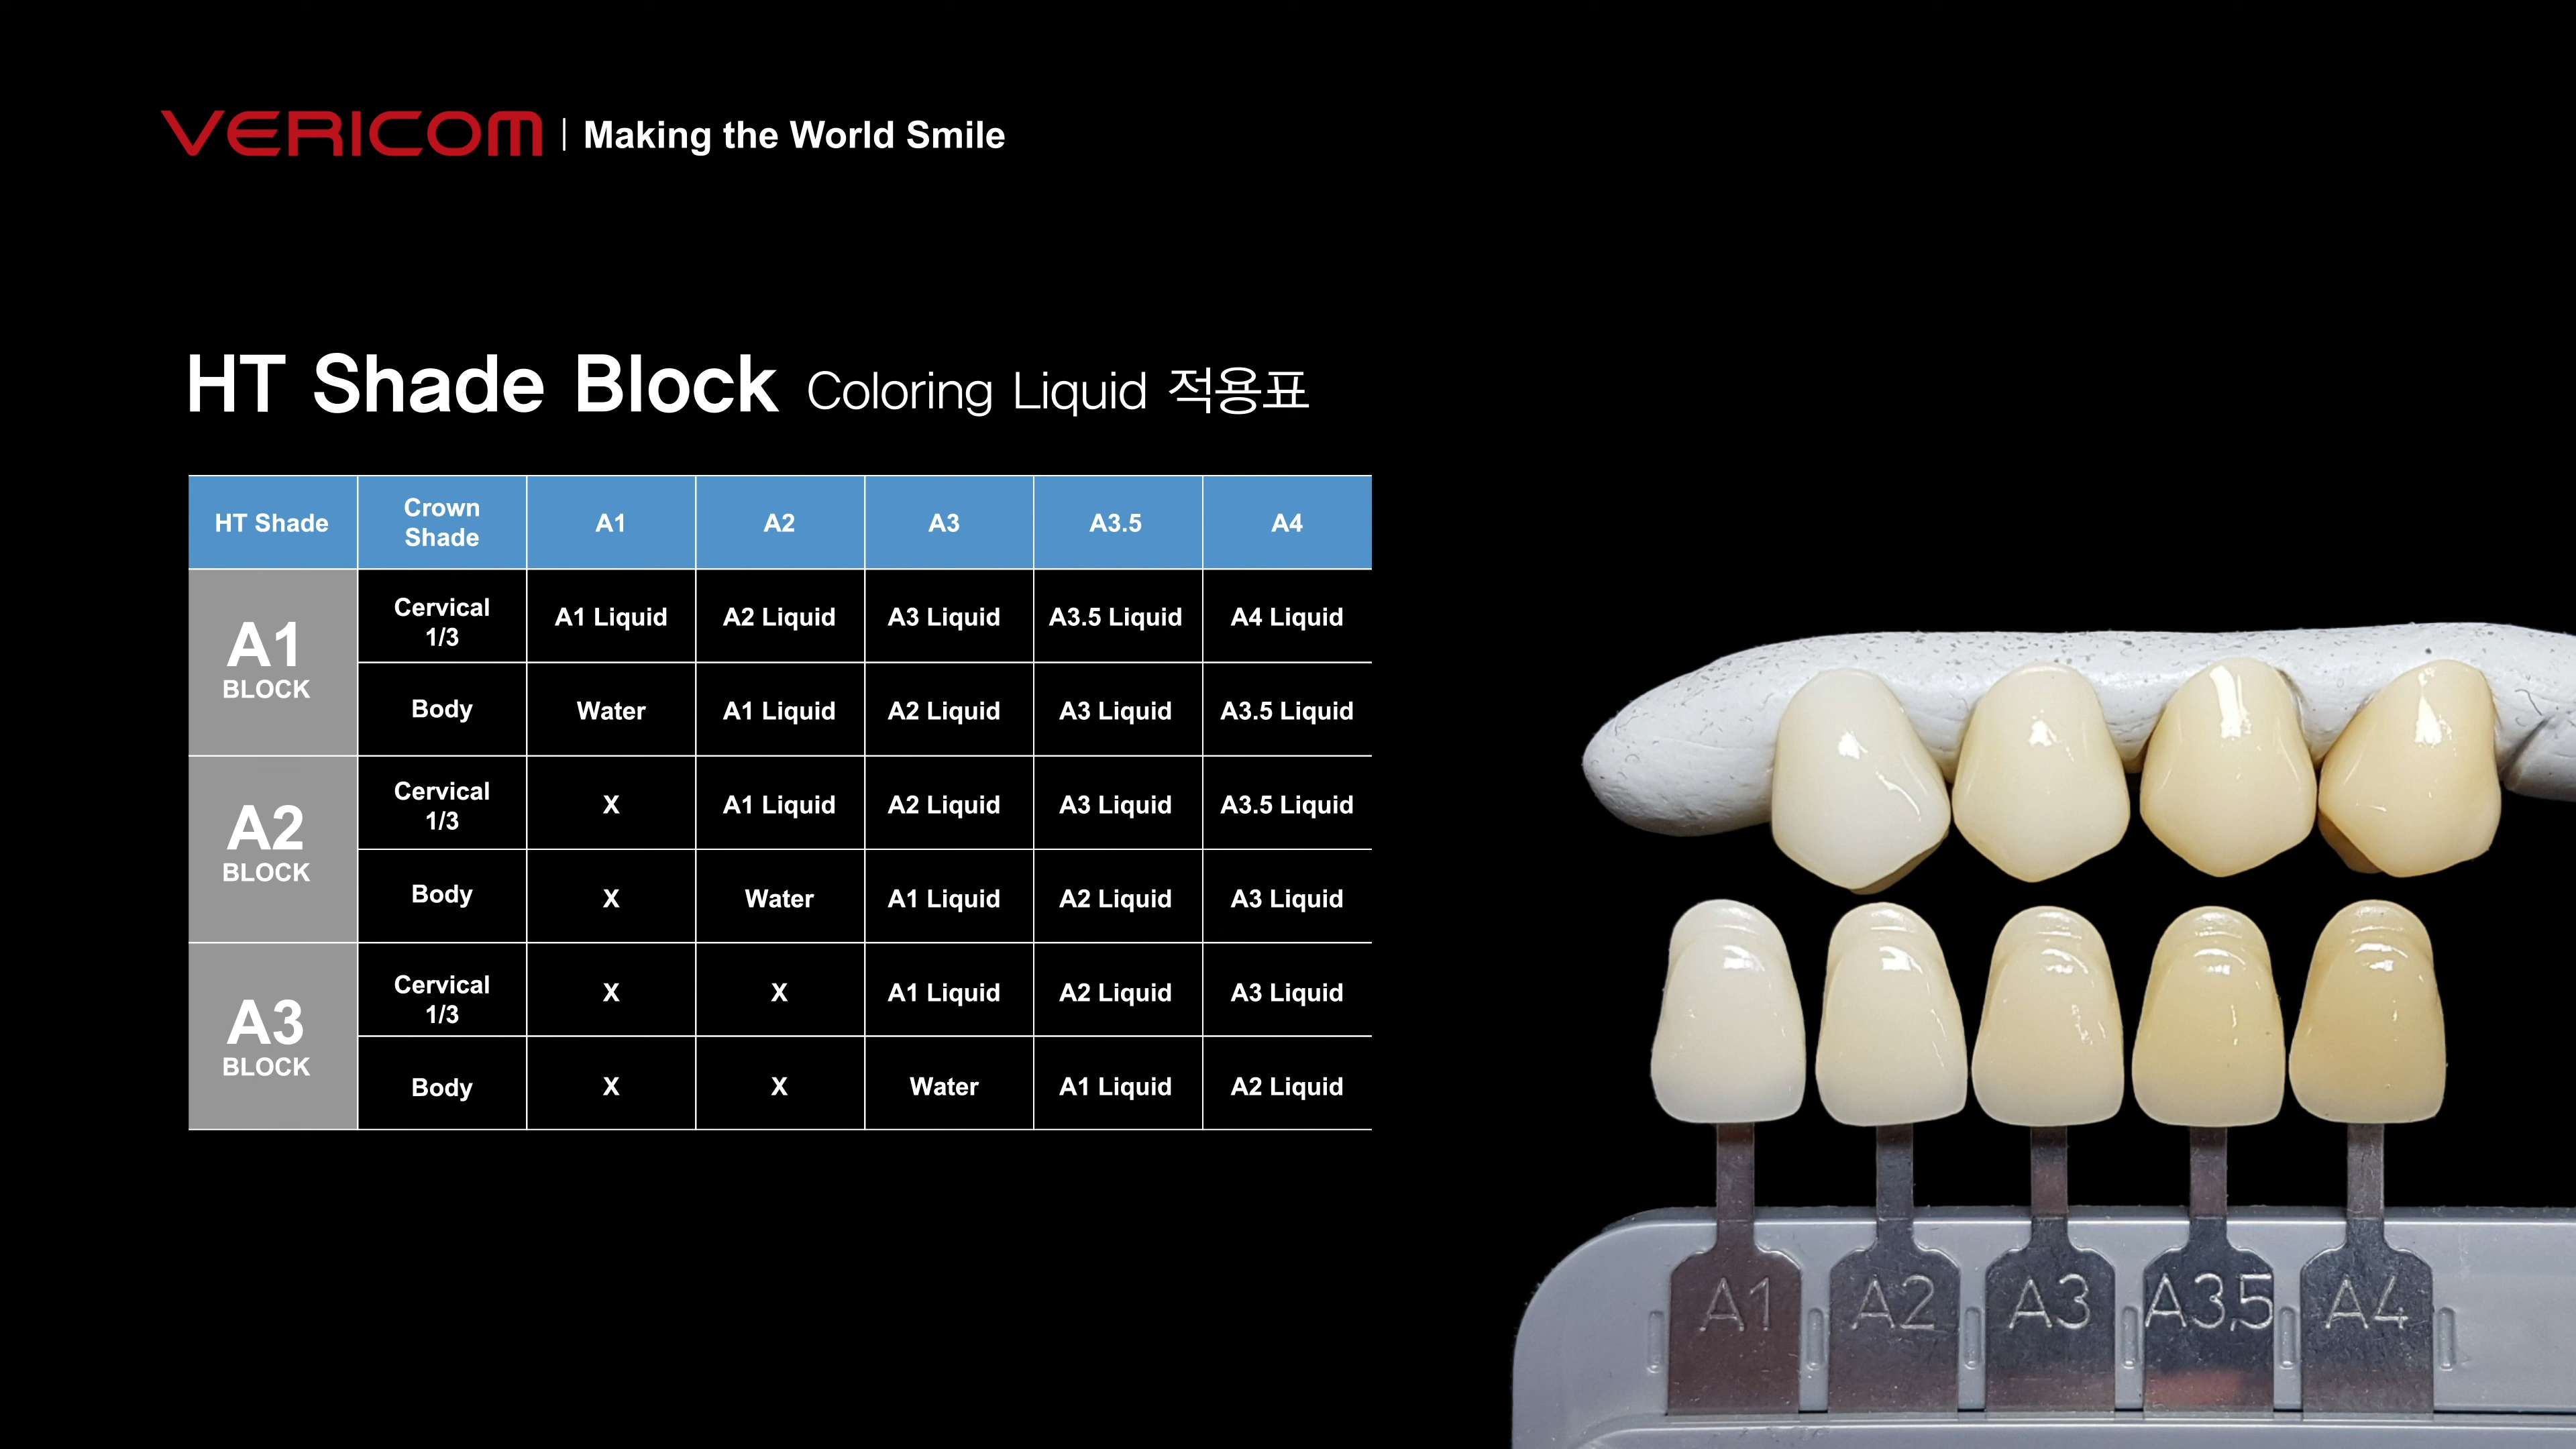 VERICOM | Making the World Smile
HT Shade Block Coloring Liquid 적용표
HT Shade Crown Shade A1 A2 A3 A3.5 A4
A1 BLOCK Cervical 1/3 A1 Liquid A2 Liquid A3 Liquid A3.5 Liquid A4 Liquid
Body Water A1 Liquid A2 Liquid A3 Liquid A3.5 Liquid
A2 BLOCK Cervical 1/3 X A1 Liquid A2 Liquid A3 Liquid A3.5 Liquid
Body X Water A1 Liquid A2 Liquid A3 Liquid
A3 BLOCK Cervical 1/3 X X A1 Liquid A2 Liquid A3 Liquid
Body X X Water A1 Liquid A2 Liquid
A1 A2 A3 A3.5 A4